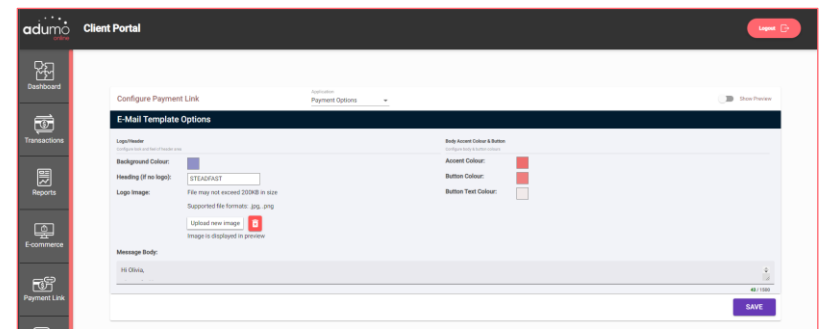 adumo
online
Client Portal
Logout
Dashboard
Transactions
Reports
E-commerce
Payment Link
Configure Payment Link
Application
Payment Options
Show Preview
E-Mail Template Options
Logo/Header
Configure look and feel of header area
Background Colour:
Heading (if no logo):
STEADFAST
Logo Image:
File may not exceed 200KB in size
Supported file formats: .jpg, .png
Upload new image
Image is displayed in preview
Body Accent Colour & Button
Configure body & button colours
Accent Colour:
Button Colour:
Button Text Colour:
Message Body:
Hi Olivia,
/ 1500
SAVE